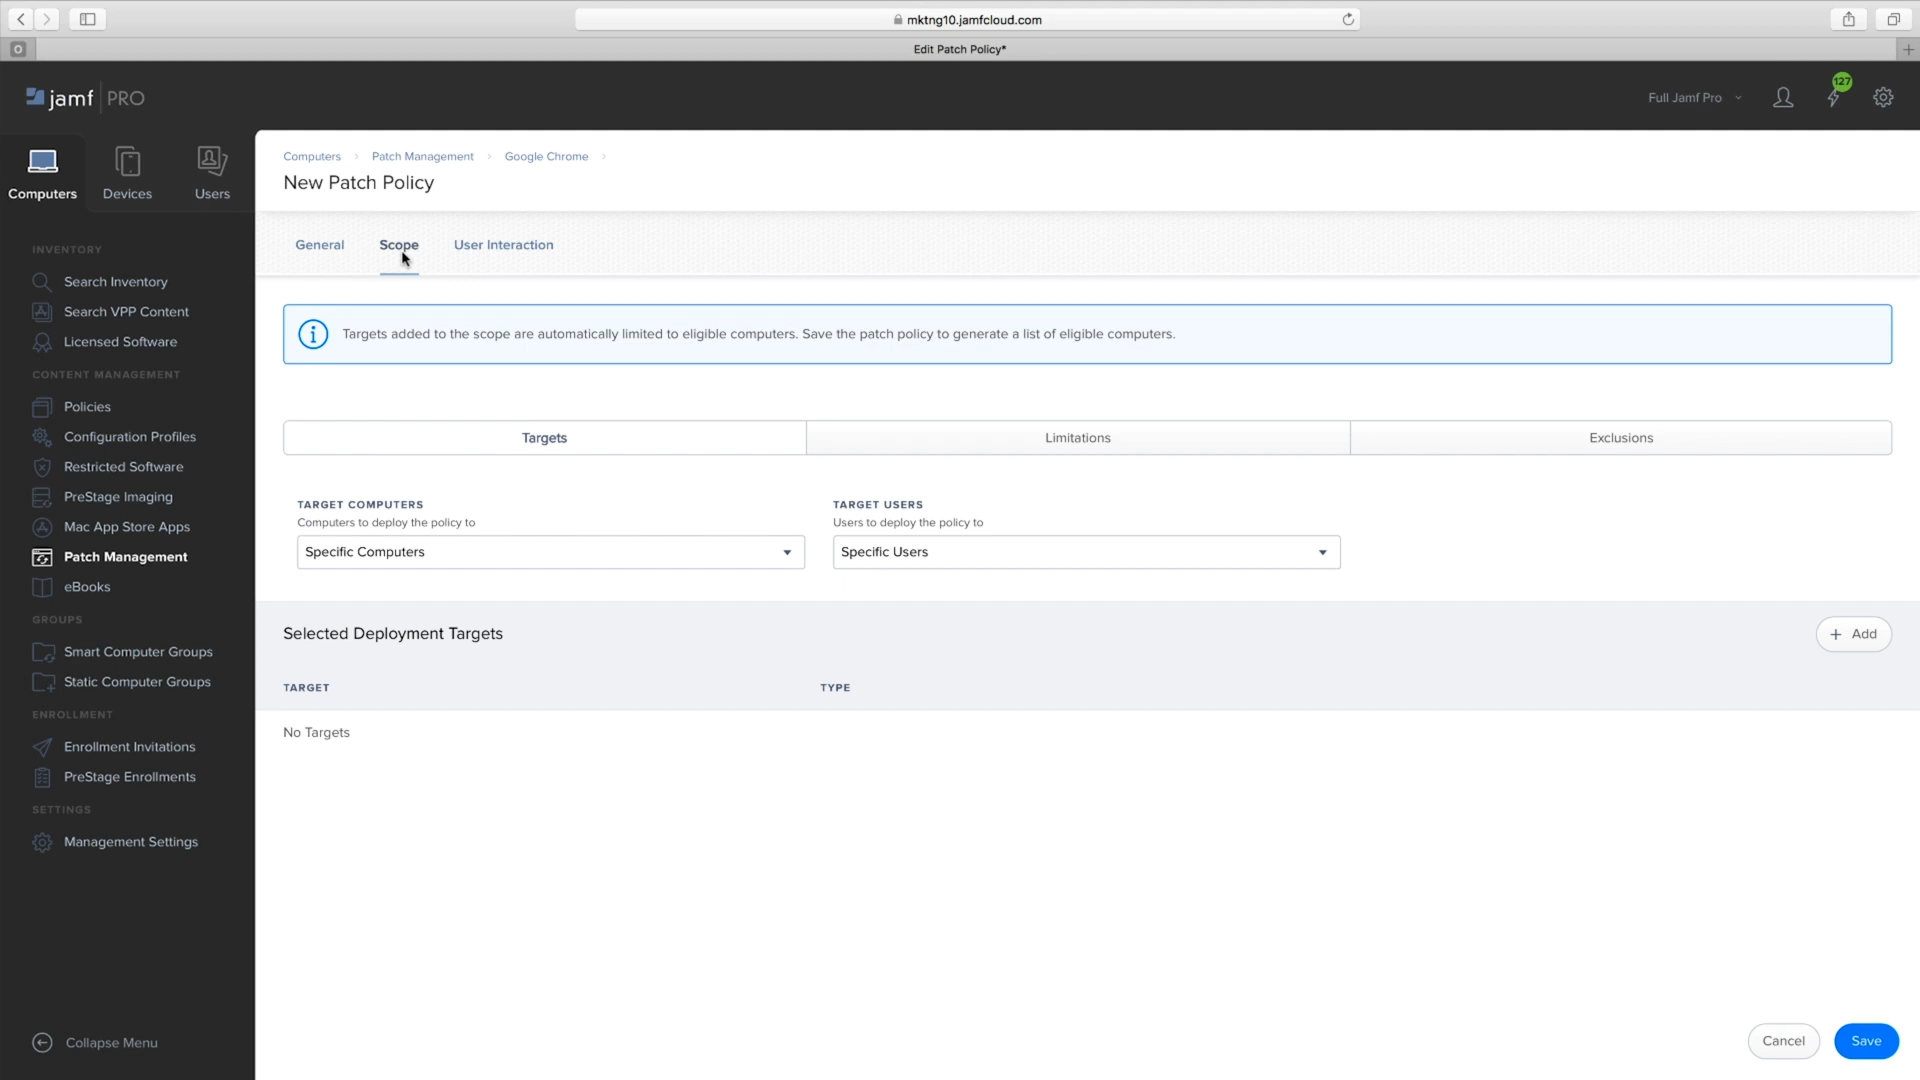 mktng10.jamfcloud.com
O
Edit Patch Policy*
jamf PRO
Full Jamf Pro
127
Computers
Devices
Users
INVENTORY
Search Inventory
Search VPP Content
Licensed Software
CONTENT MANAGEMENT
Policies
Configuration Profiles
Restricted Software
PreStage Imaging
Mac App Store Apps
Patch Management
eBooks
GROUPS
Smart Computer Groups
Static Computer Groups
ENROLLMENT
Enrollment Invitations
PreStage Enrollments
SETTINGS
Management Settings
Collapse Menu
Computers > Patch Management > Google Chrome >
New Patch Policy
General Scope User Interaction
Targets added to the scope are automatically limited to eligible computers. Save the patch policy to generate a list of eligible computers.
Targets Limitations Exclusions
TARGET COMPUTERS
Computers to deploy the policy to
Specific Computers
TARGET USERS
Users to deploy the policy to
Specific Users
Selected Deployment Targets
+ Add
TARGET TYPE
No Targets
Cancel Save